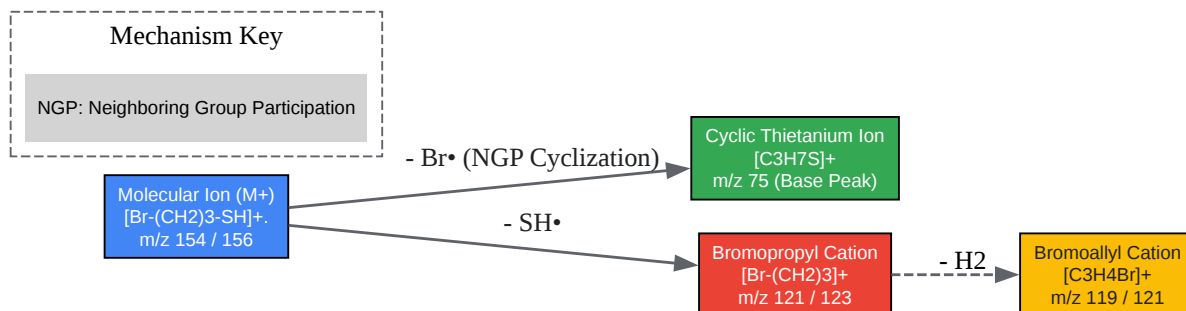 Mechanism Key
NGP: Neighboring Group Participation
Molecular Ion (M+)
[Br-(CH2)3-SH]+.
m/z 154 / 156
- Br• (NGP Cyclization)
- SH•
Cyclic Thietanium Ion
[C3H7S]+
m/z 75 (Base Peak)
Bromopropyl Cation
[Br-(CH2)3]+
m/z 121 / 123
- H2
Bromoallyl Cation
[C3H4Br]+
m/z 119 / 121